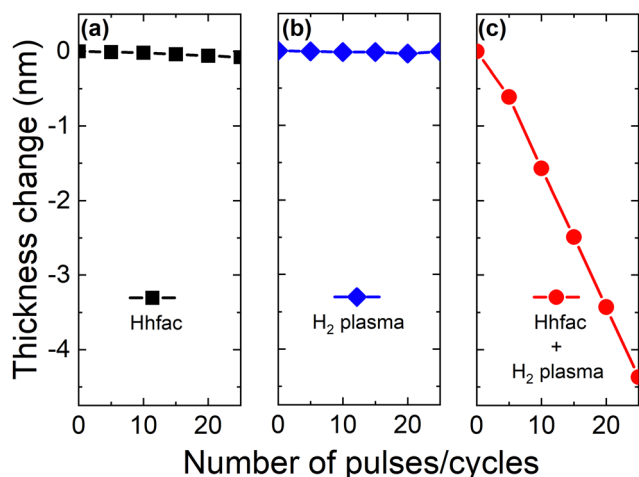 (a)
(b)
(c)
Thickness change (nm)
0
-1
-2
-3
-4
Hhfac
H₂ plasma
Hhfac
+
H₂ plasma
0 10 20 0 10 20 0 10 20
Number of pulses/cycles